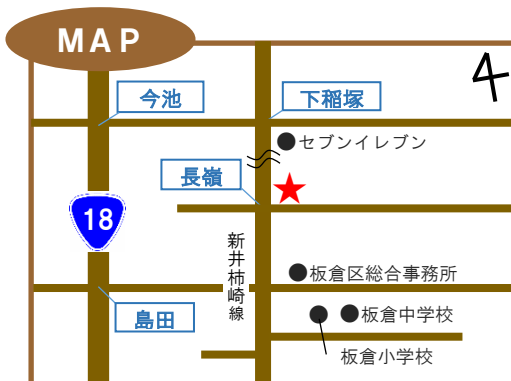 MAP
今池
下稲塚
セブンイレブン
長嶺
18
新井柿崎線
板倉区総合事務所
島田
板倉中学校
板倉小学校